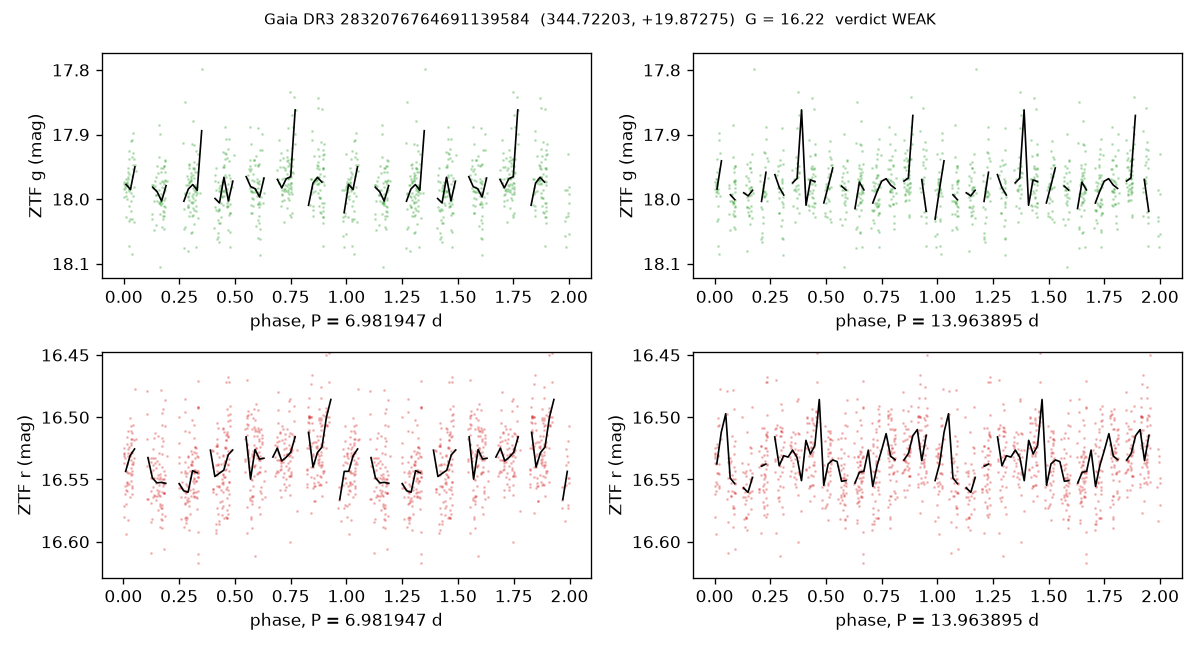 Gaia DR3 2832076764691139584  (344.72203, +19.87275)  G = 16.22  verdict WEAK
ZTF g (mag)
17.8
17.9
18.0
18.1
0.00 0.25 0.50 0.75 1.00 1.25 1.50 1.75 2.00
phase, P = 6.981947 d
ZTF g (mag)
17.8
17.9
18.0
18.1
0.00 0.25 0.50 0.75 1.00 1.25 1.50 1.75 2.00
phase, P = 13.963895 d
ZTF r (mag)
16.45
16.50
16.55
16.60
0.00 0.25 0.50 0.75 1.00 1.25 1.50 1.75 2.00
phase, P = 6.981947 d
ZTF r (mag)
16.45
16.50
16.55
16.60
0.00 0.25 0.50 0.75 1.00 1.25 1.50 1.75 2.00
phase, P = 13.963895 d